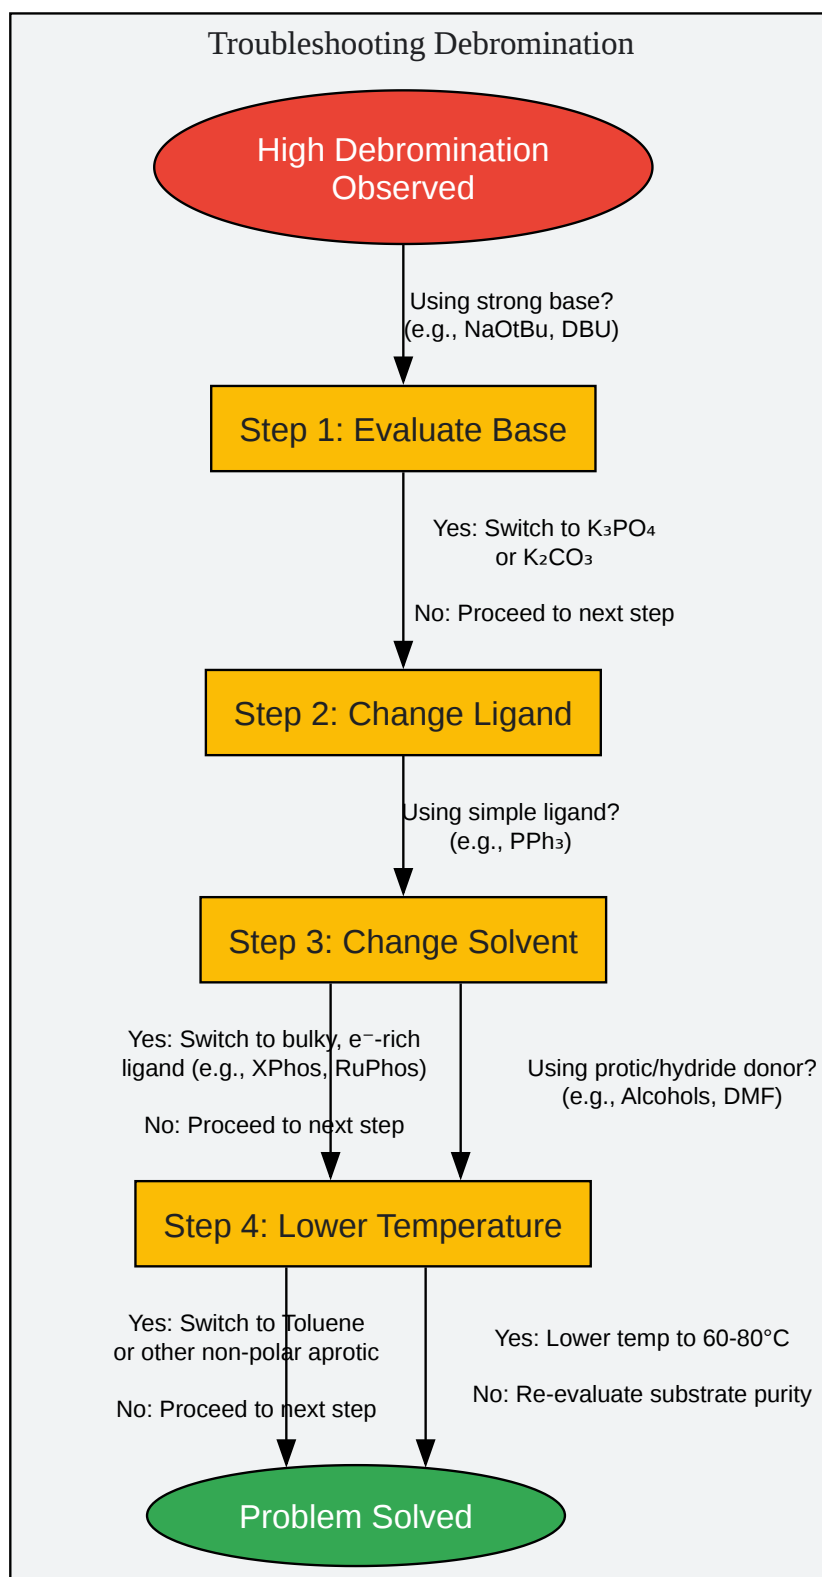 Troubleshooting Debromination
High Debromination
Observed
Using strong base?
(e.g., NaOtBu, DBU)
Step 1: Evaluate Base
Yes: Switch to K₃PO₄
or K₂CO₃
No: Proceed to next step
Step 2: Change Ligand
Using simple ligand?
(e.g., PPh₃)
Step 3: Change Solvent
Yes: Switch to bulky, e⁻-rich
ligand (e.g., XPhos, RuPhos)
No: Proceed to next step
Using protic/hydride donor?
(e.g., Alcohols, DMF)
Step 4: Lower Temperature
Yes: Switch to Toluene
or other non-polar aprotic
No: Proceed to next step
Yes: Lower temp to 60-80°C
No: Re-evaluate substrate purity
Problem Solved